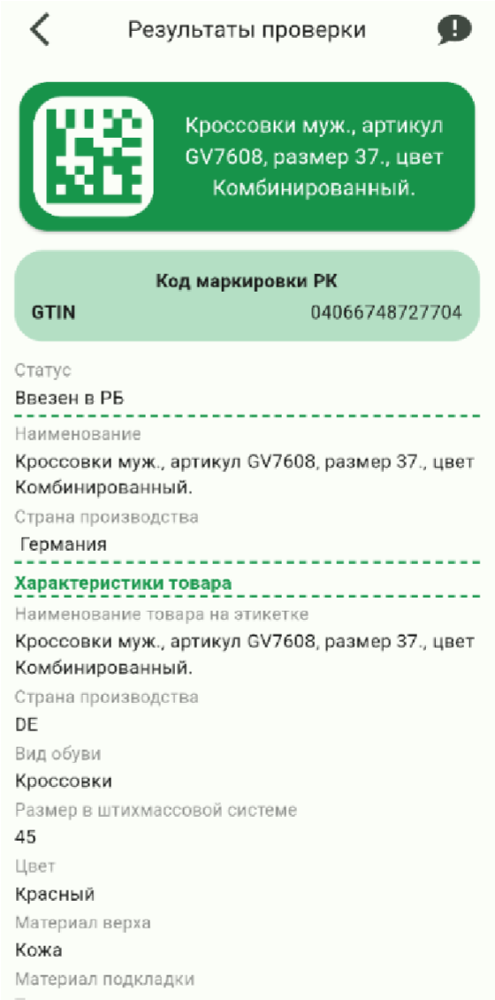 Результаты проверки
Кроссовки муж., артикул
GV7608, размер 37., цвет
Комбинированный.
Код маркировки РК
GTIN 04066748727704
Статус
Ввезен в РБ
Наименование
Кроссовки муж., артикул GV7608, размер 37., цвет
Комбинированный.
Страна производства
Германия
Характеристики товара
Наименование товара на этикетке
Кроссовки муж., артикул GV7608, размер 37., цвет
Комбинированный.
Страна производства
DE
Вид обуви
Кроссовки
Размер в штихмассовой системе
45
Цвет
Красный
Материал верха
Кожа
Материал подкладки